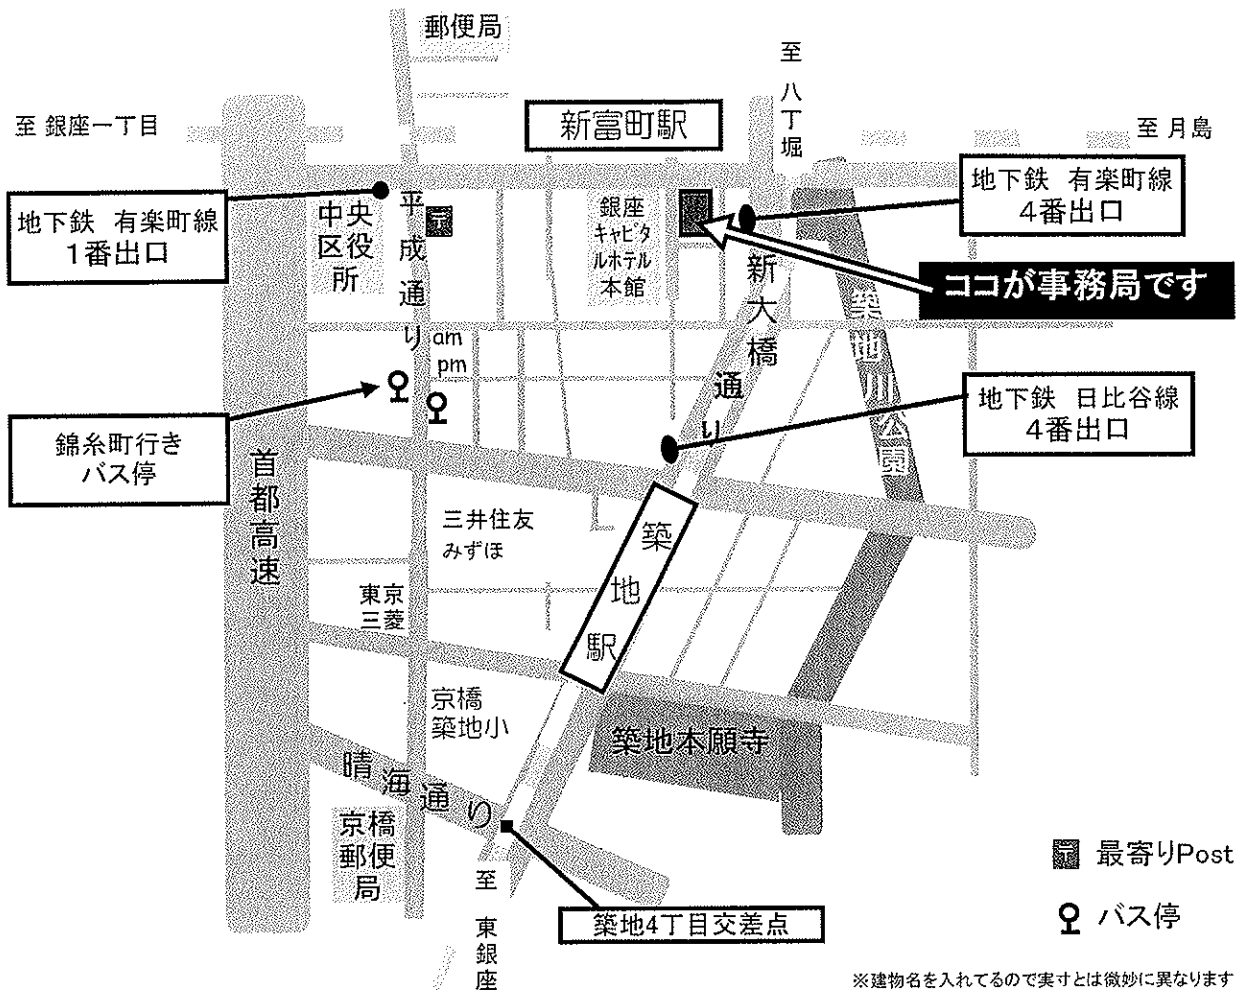 郵便局
至 八丁堀
至 銀座一丁目
新富町駅
至 月島
地下鉄 有楽町線
1番出口
中央
区役
所
平成通り
〒
銀座
キャピタ
ルホテル
本館
地下鉄 有楽町線
4番出口
ココが事務局です
新大橋通り
築地川公園
am
pm
地下鉄 日比谷線
4番出口
錦糸町行き
バス停
首都高速
三井住友
みずほ
築地駅
東京
三菱
京橋
築地小
築地本願寺
晴海通り
京橋
郵便
局
至 東銀座
築地4丁目交差点
〒 最寄りPost
バス停
※建物名を入れてるので実寸とは微妙に異なります